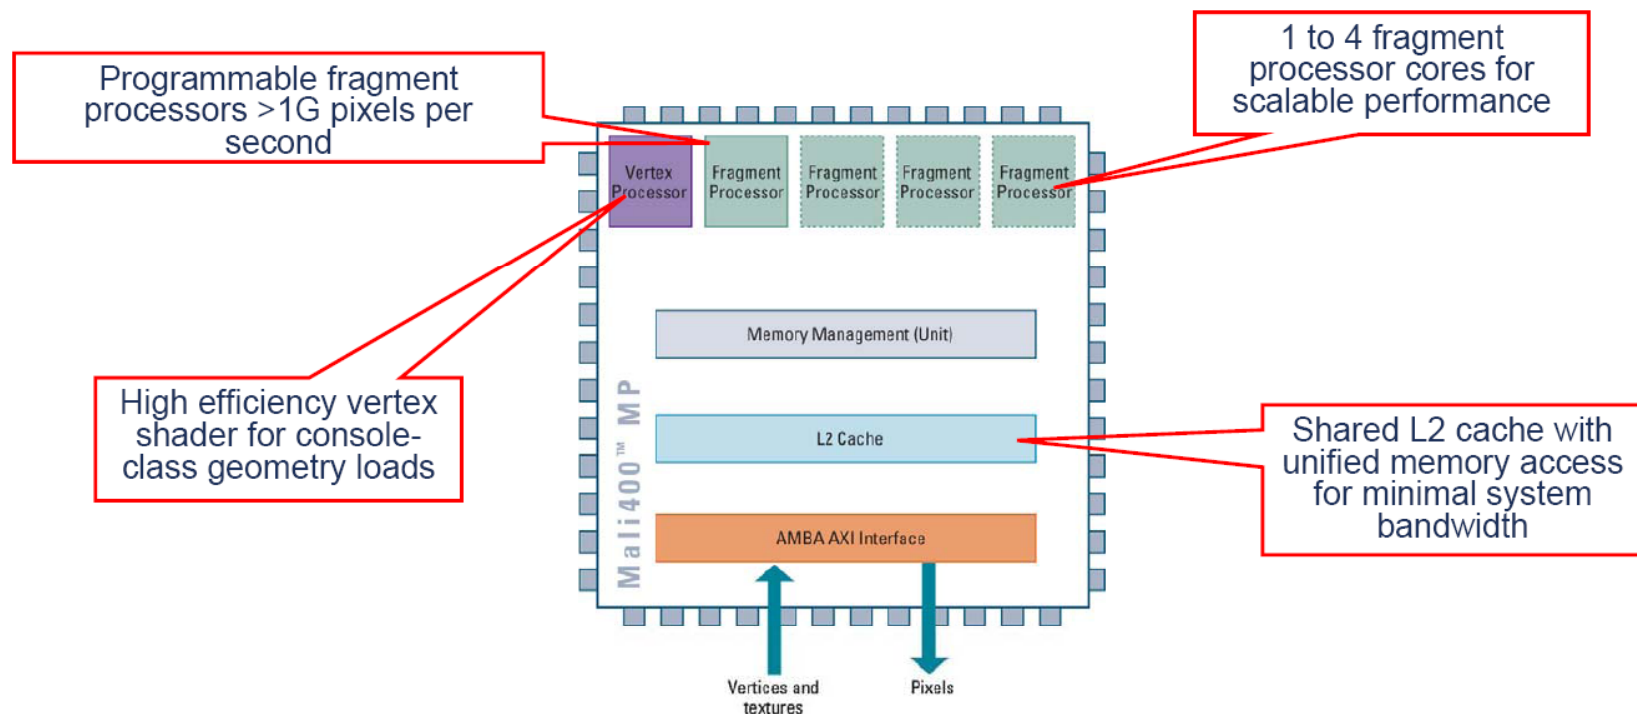 Programmable fragment
processors >1G pixels per
second
1 to 4 fragment
processor cores for
scalable performance
Vertex
Processor
Fragment
Processor
Fragment
Processor
Fragment
Processor
Fragment
Processor
Memory Management (Unit)
High efficiency vertex
shader for console-
class geometry loads
Mali400™ MP
L2 Cache
Shared L2 cache with
unified memory access
for minimal system
bandwidth
AMBA AXI Interface
Vertices and
textures
Pixels